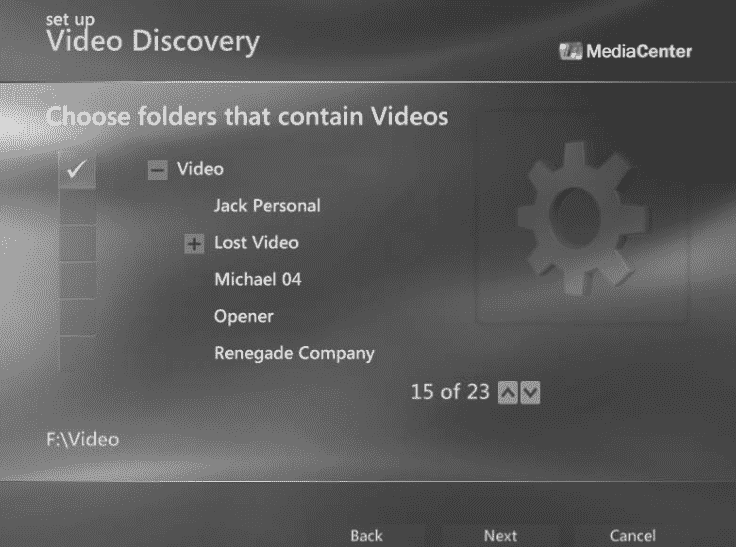 set up
Video Discovery
MediaCenter
Choose folders that contain Videos
Video
Jack Personal
Lost Video
Michael 04
Opener
Renegade Company
15 of 23
F:\Video
Back Next Cancel